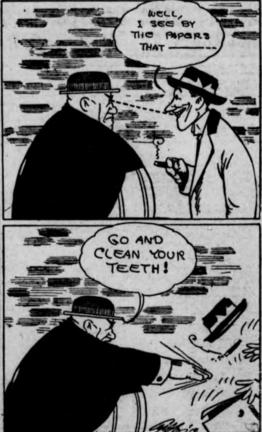 WELL,
I SEE BY
THE PAPERS
THAT ———
GO AND
CLEAN YOUR
TEETH!